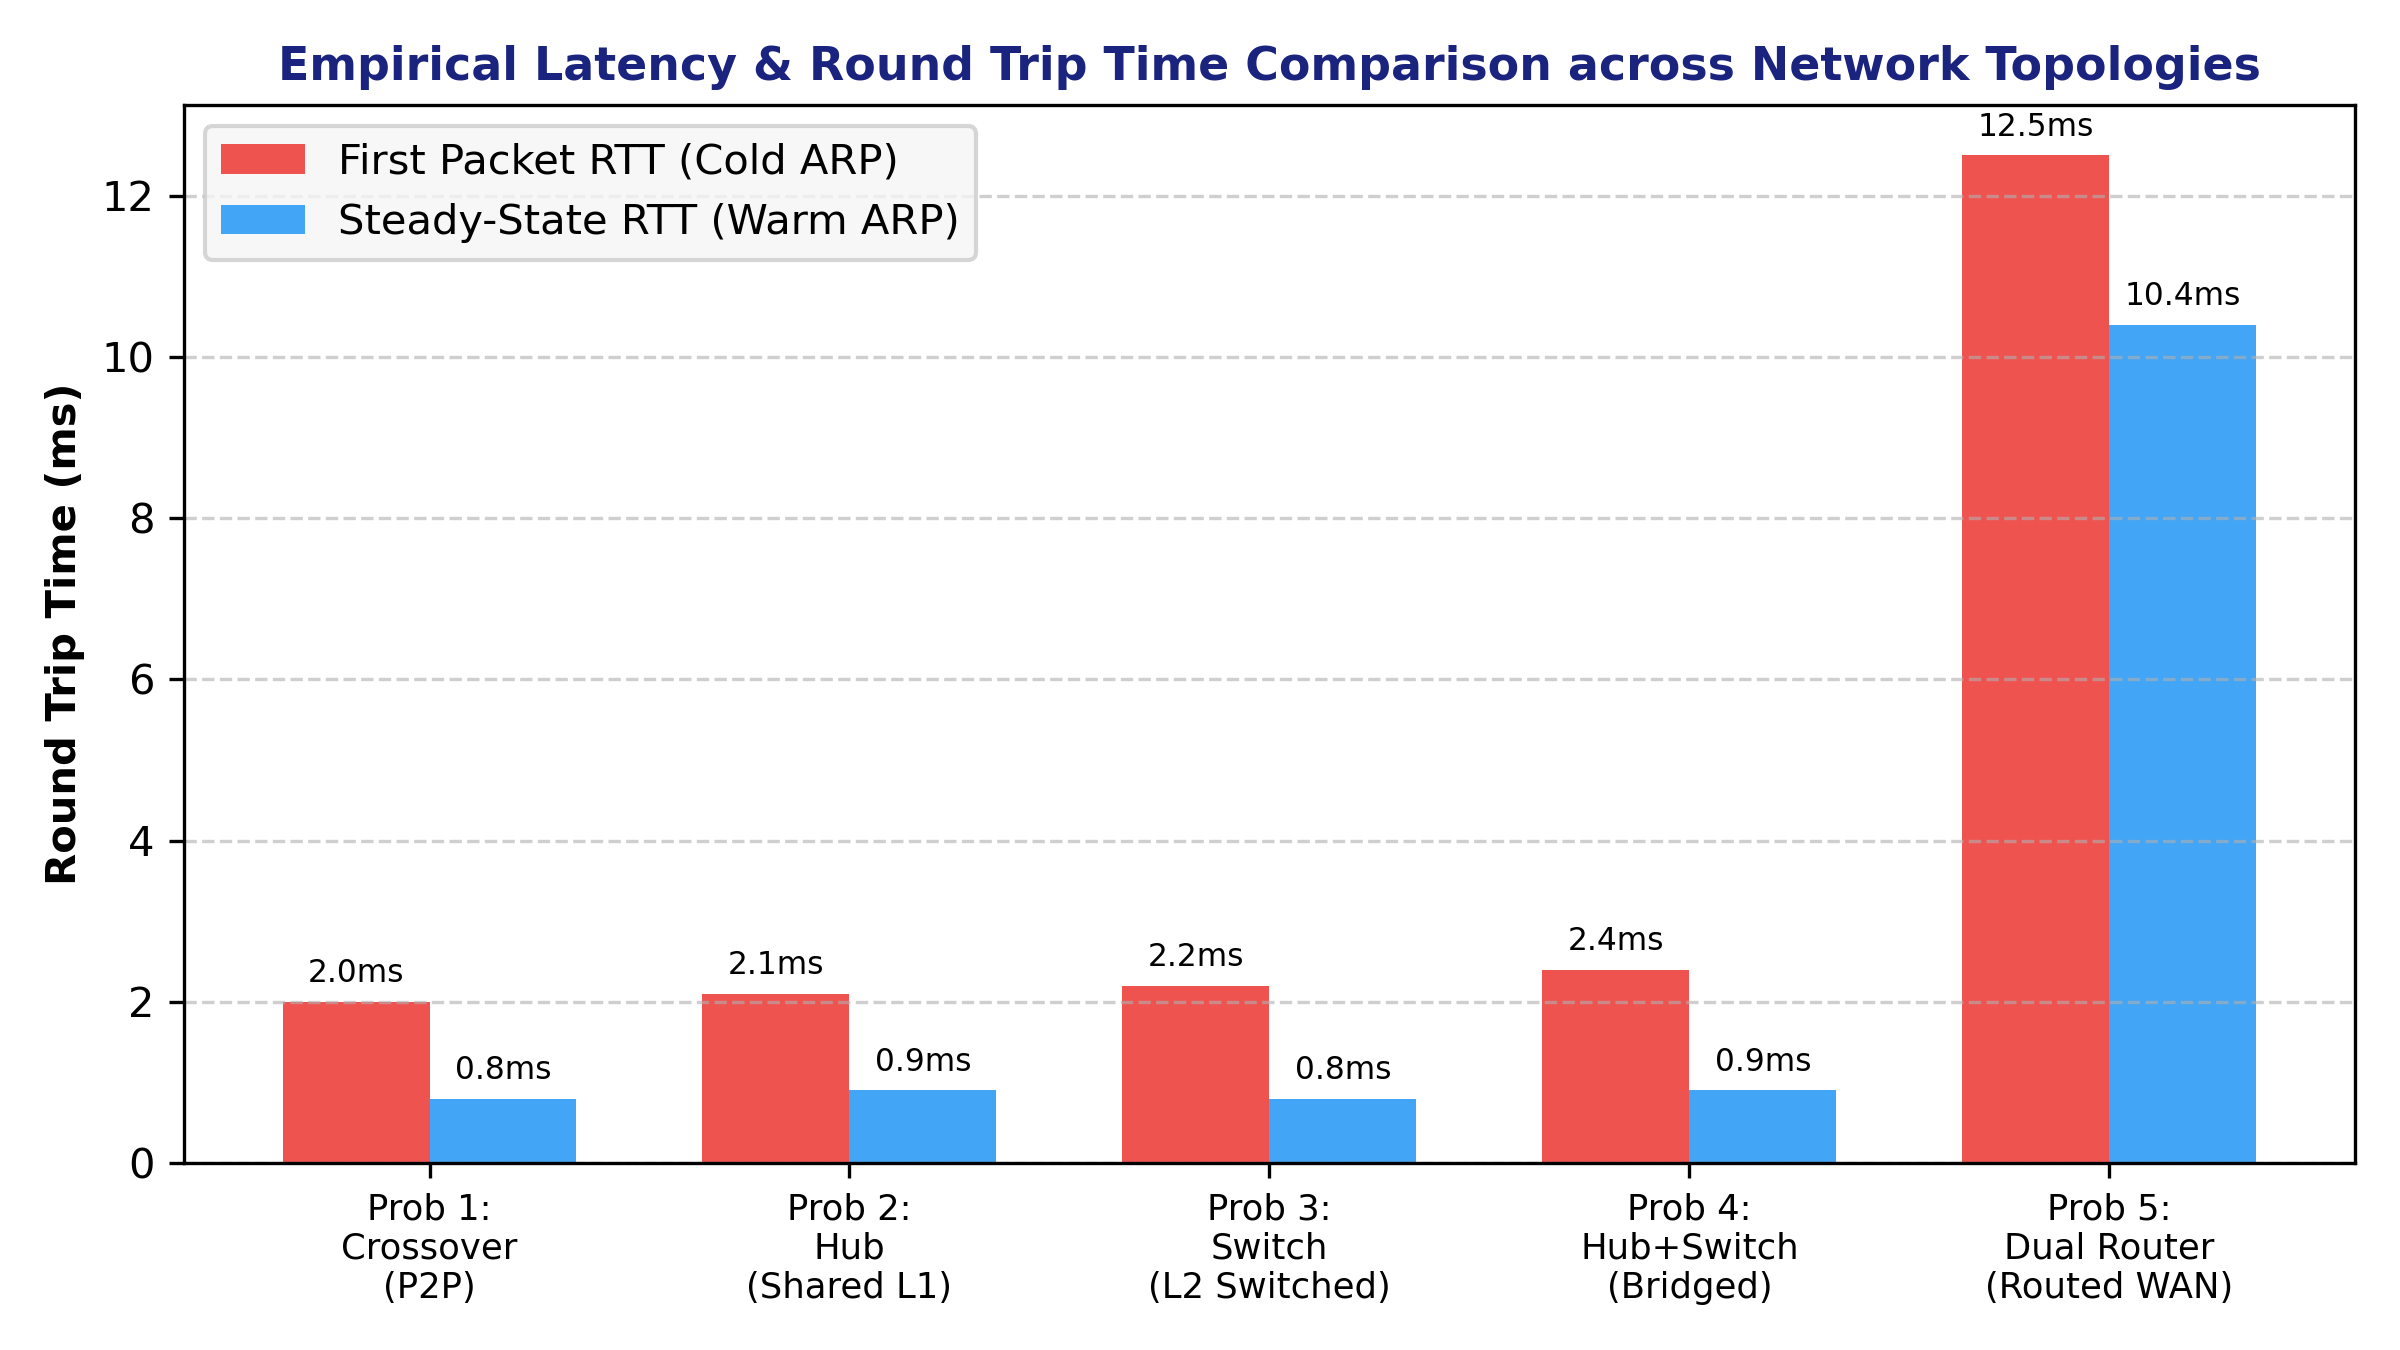 Empirical Latency & Round Trip Time Comparison across Network Topologies
First Packet RTT (Cold ARP)
Steady-State RTT (Warm ARP)
Round Trip Time (ms)
12
10
8
6
4
2
0
2.0ms
0.8ms
2.1ms
0.9ms
2.2ms
0.8ms
2.4ms
0.9ms
12.5ms
10.4ms
Prob 1:
Crossover
(P2P)
Prob 2:
Hub
(Shared L1)
Prob 3:
Switch
(L2 Switched)
Prob 4:
Hub+Switch
(Bridged)
Prob 5:
Dual Router
(Routed WAN)